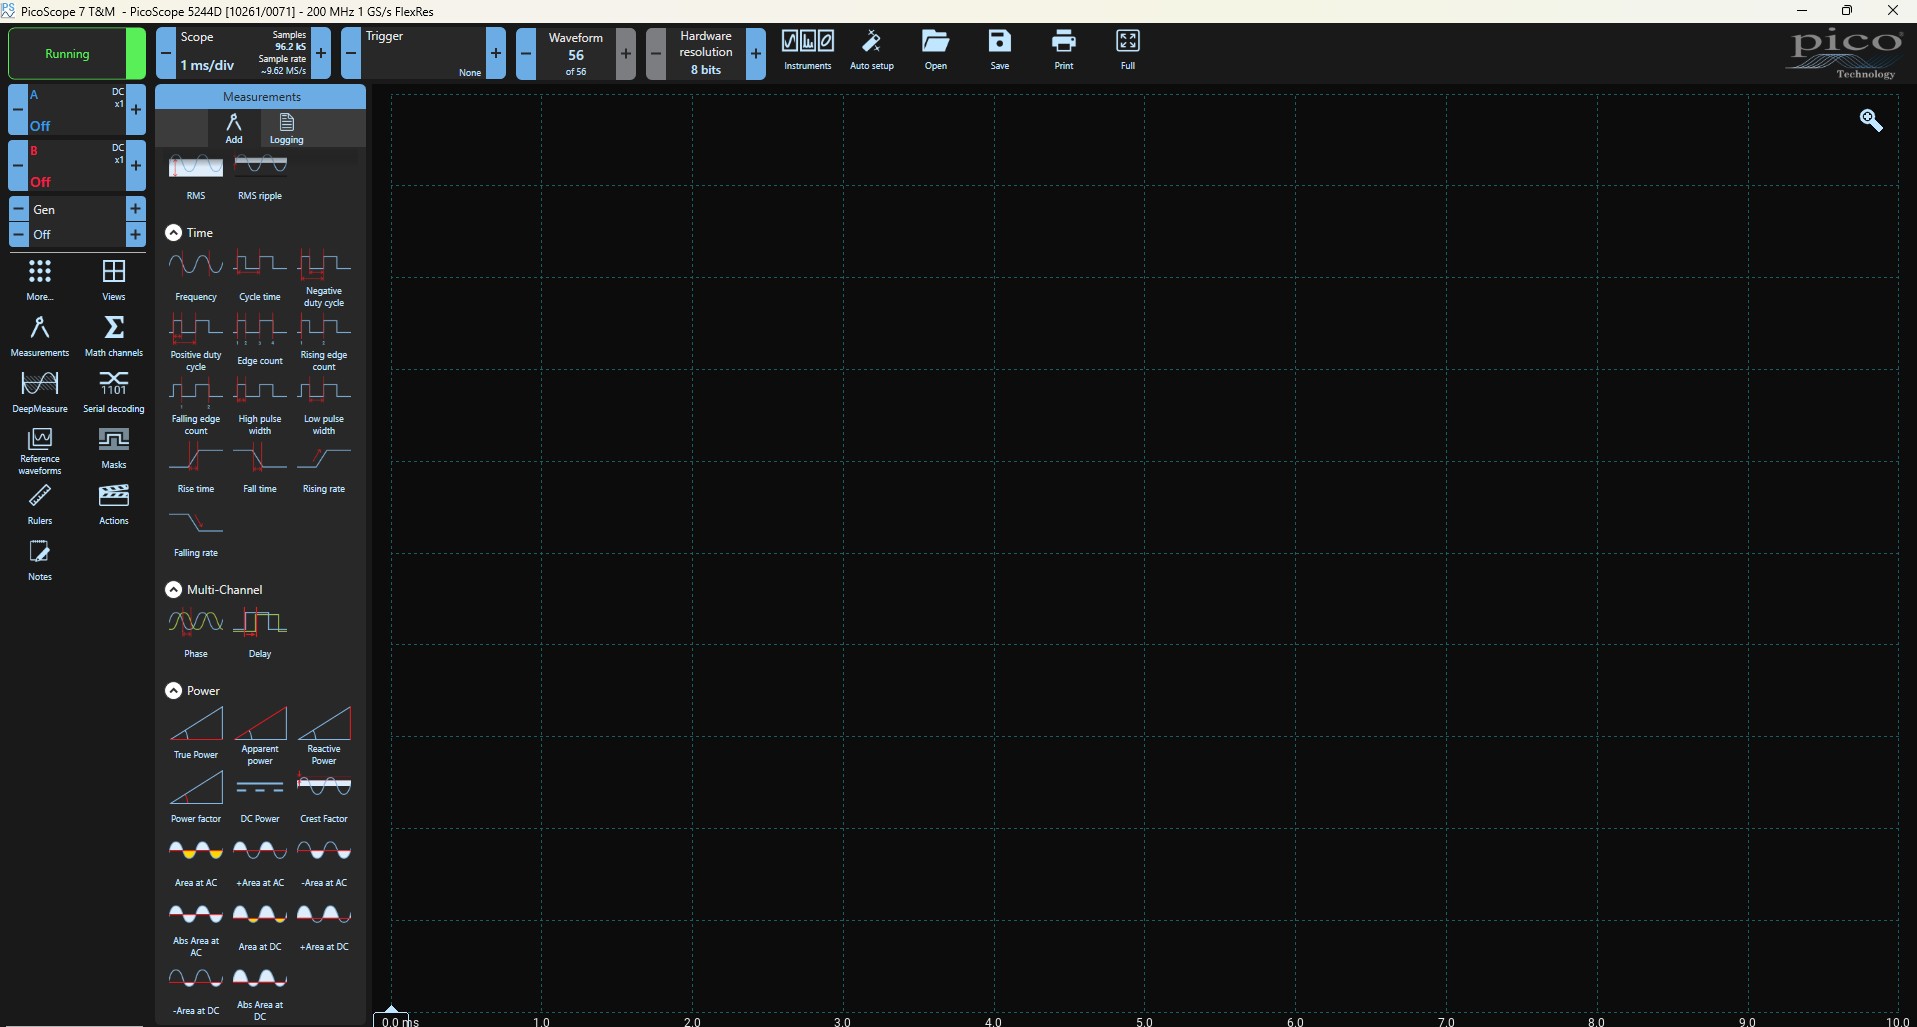 PicoScope 7 T&M - PicoScope 5244D [10261/0071] - 200 MHz 1 GS/s FlexRes
Running
Scope
1 ms/div
Samples
96.2 kS
Sample rate
~9.62 MS/s
Trigger
None
Waveform
56
of 56
Hardware
resolution
8 bits
Instruments
Auto setup
Open
Save
Print
Full
pico
Technology
A
DC
x1
Off
B
DC
x1
Off
Gen
Off
More...
Views
Measurements
Math channels
DeepMeasure
1101
Serial decoding
Reference
waveforms
Masks
Rulers
Actions
Notes
Measurements
Add
Logging
RMS
RMS ripple
Time
Frequency
Cycle time
Negative
duty cycle
Positive duty
cycle
Edge count
Rising edge
count
Falling edge
count
High pulse
width
Low pulse
width
Rise time
Fall time
Rising rate
Falling rate
Multi-Channel
Phase
Delay
Power
True Power
Apparent
power
Reactive
Power
Power factor
DC Power
Crest Factor
Area at AC
+Area at AC
-Area at AC
Abs Area at
AC
Area at DC
+Area at DC
-Area at DC
Abs Area at
DC
0.0 ms
1.0
2.0
3.0
4.0
5.0
6.0
7.0
8.0
9.0
10.0